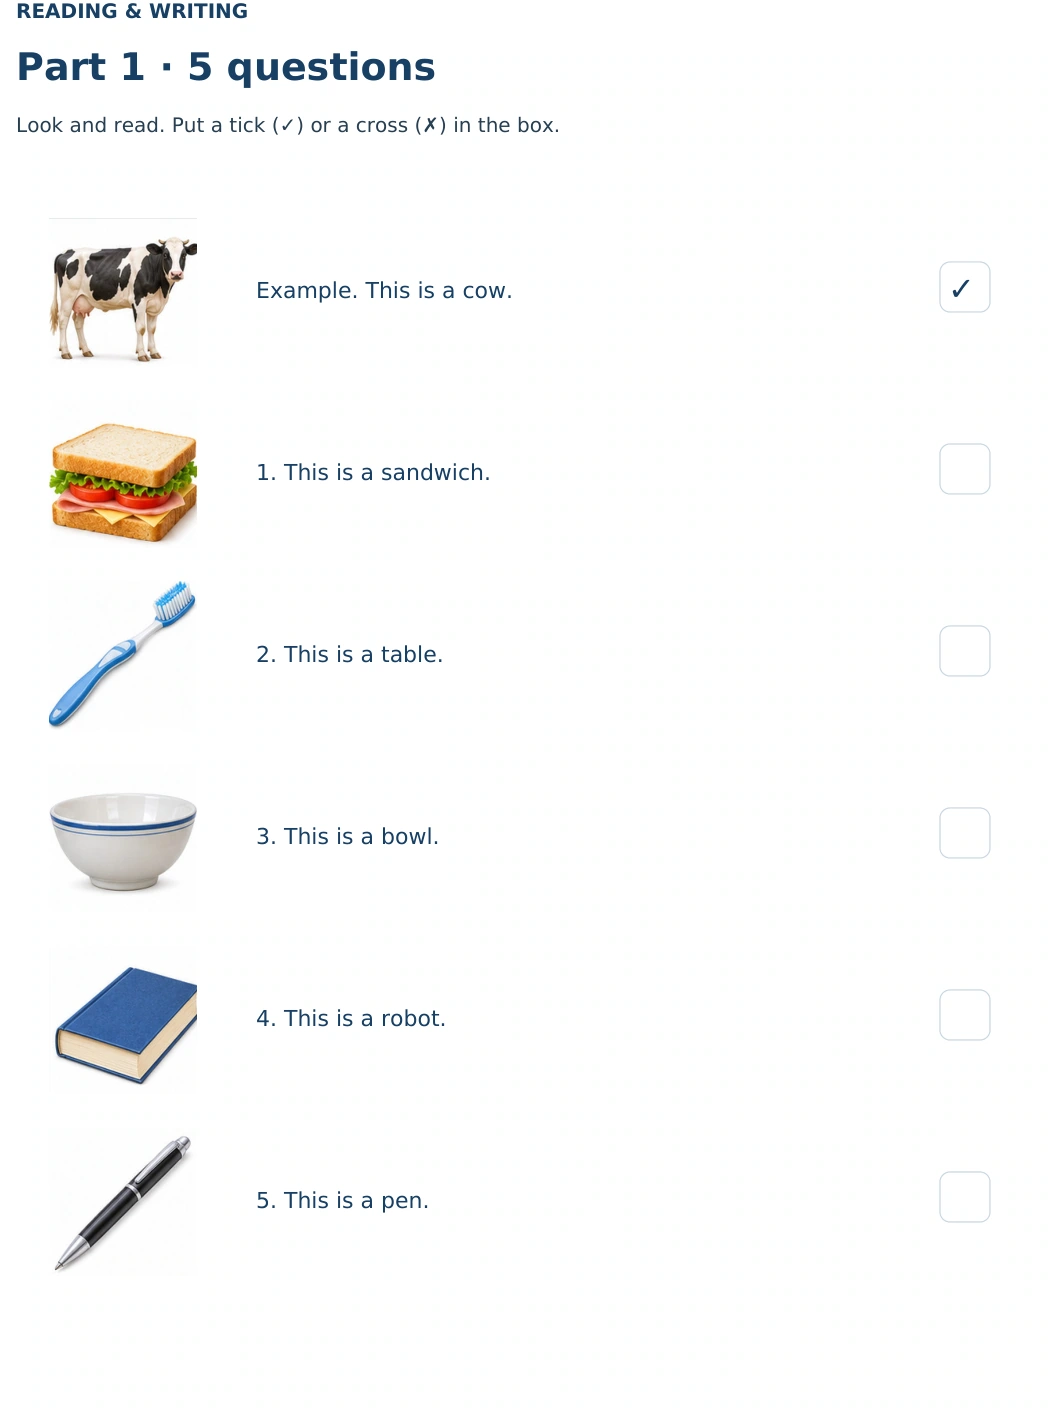 READING & WRITING
Part 1 · 5 questions
Look and read. Put a tick (✓) or a cross (✗) in the box.
Example. This is a cow.
✓
1. This is a sandwich.
2. This is a table.
3. This is a bowl.
4. This is a robot.
5. This is a pen.